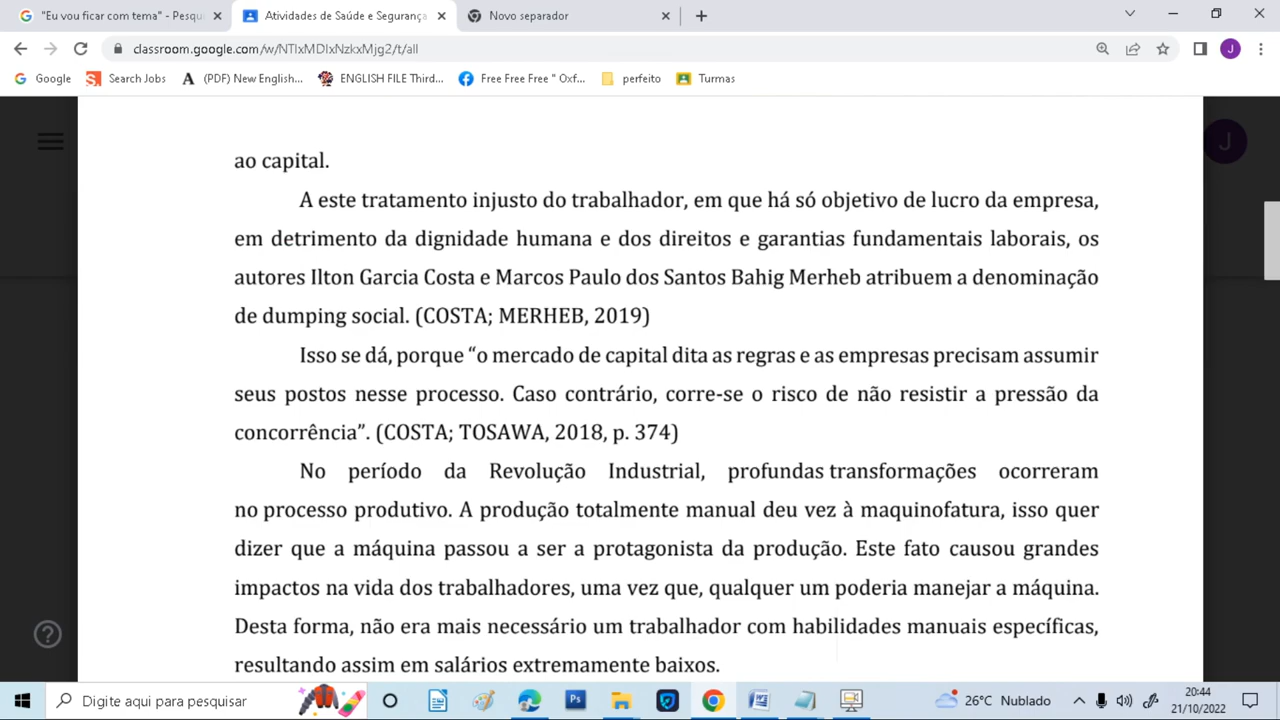 "Eu vou ficar com tema" - Pesqu
Atividades de Saúde e Segurança
Novo separador
classroom.google.com/w/NTIxMDIxNzkxMjg2/t/all
J
Google
Search Jobs
(PDF) New English...
ENGLISH FILE Third...
Free Free Free " Oxf...
perfeito
Turmas
J
ao capital.
A este tratamento injusto do trabalhador, em que há só objetivo de lucro da empresa,
em detrimento da dignidade humana e dos direitos e garantias fundamentais laborais, os
autores Ilton Garcia Costa e Marcos Paulo dos Santos Bahig Merheb atribuem a denominação
de dumping social. (COSTA; MERHEB, 2019)
Isso se dá, porque “o mercado de capital dita as regras e as empresas precisam assumir
seus postos nesse processo. Caso contrário, corre-se o risco de não resistir a pressão da
concorrência”. (COSTA; TOSAWA, 2018, p. 374)
No período da Revolução Industrial, profundas transformações ocorreram
no processo produtivo. A produção totalmente manual deu vez à maquinofatura, isso quer
dizer que a máquina passou a ser a protagonista da produção. Este fato causou grandes
impactos na vida dos trabalhadores, uma vez que, qualquer um poderia manejar a máquina.
Desta forma, não era mais necessário um trabalhador com habilidades manuais específicas,
resultando assim em salários extremamente baixos.
Digite aqui para pesquisar
Ps
26°C Nublado
20:44
21/10/2022